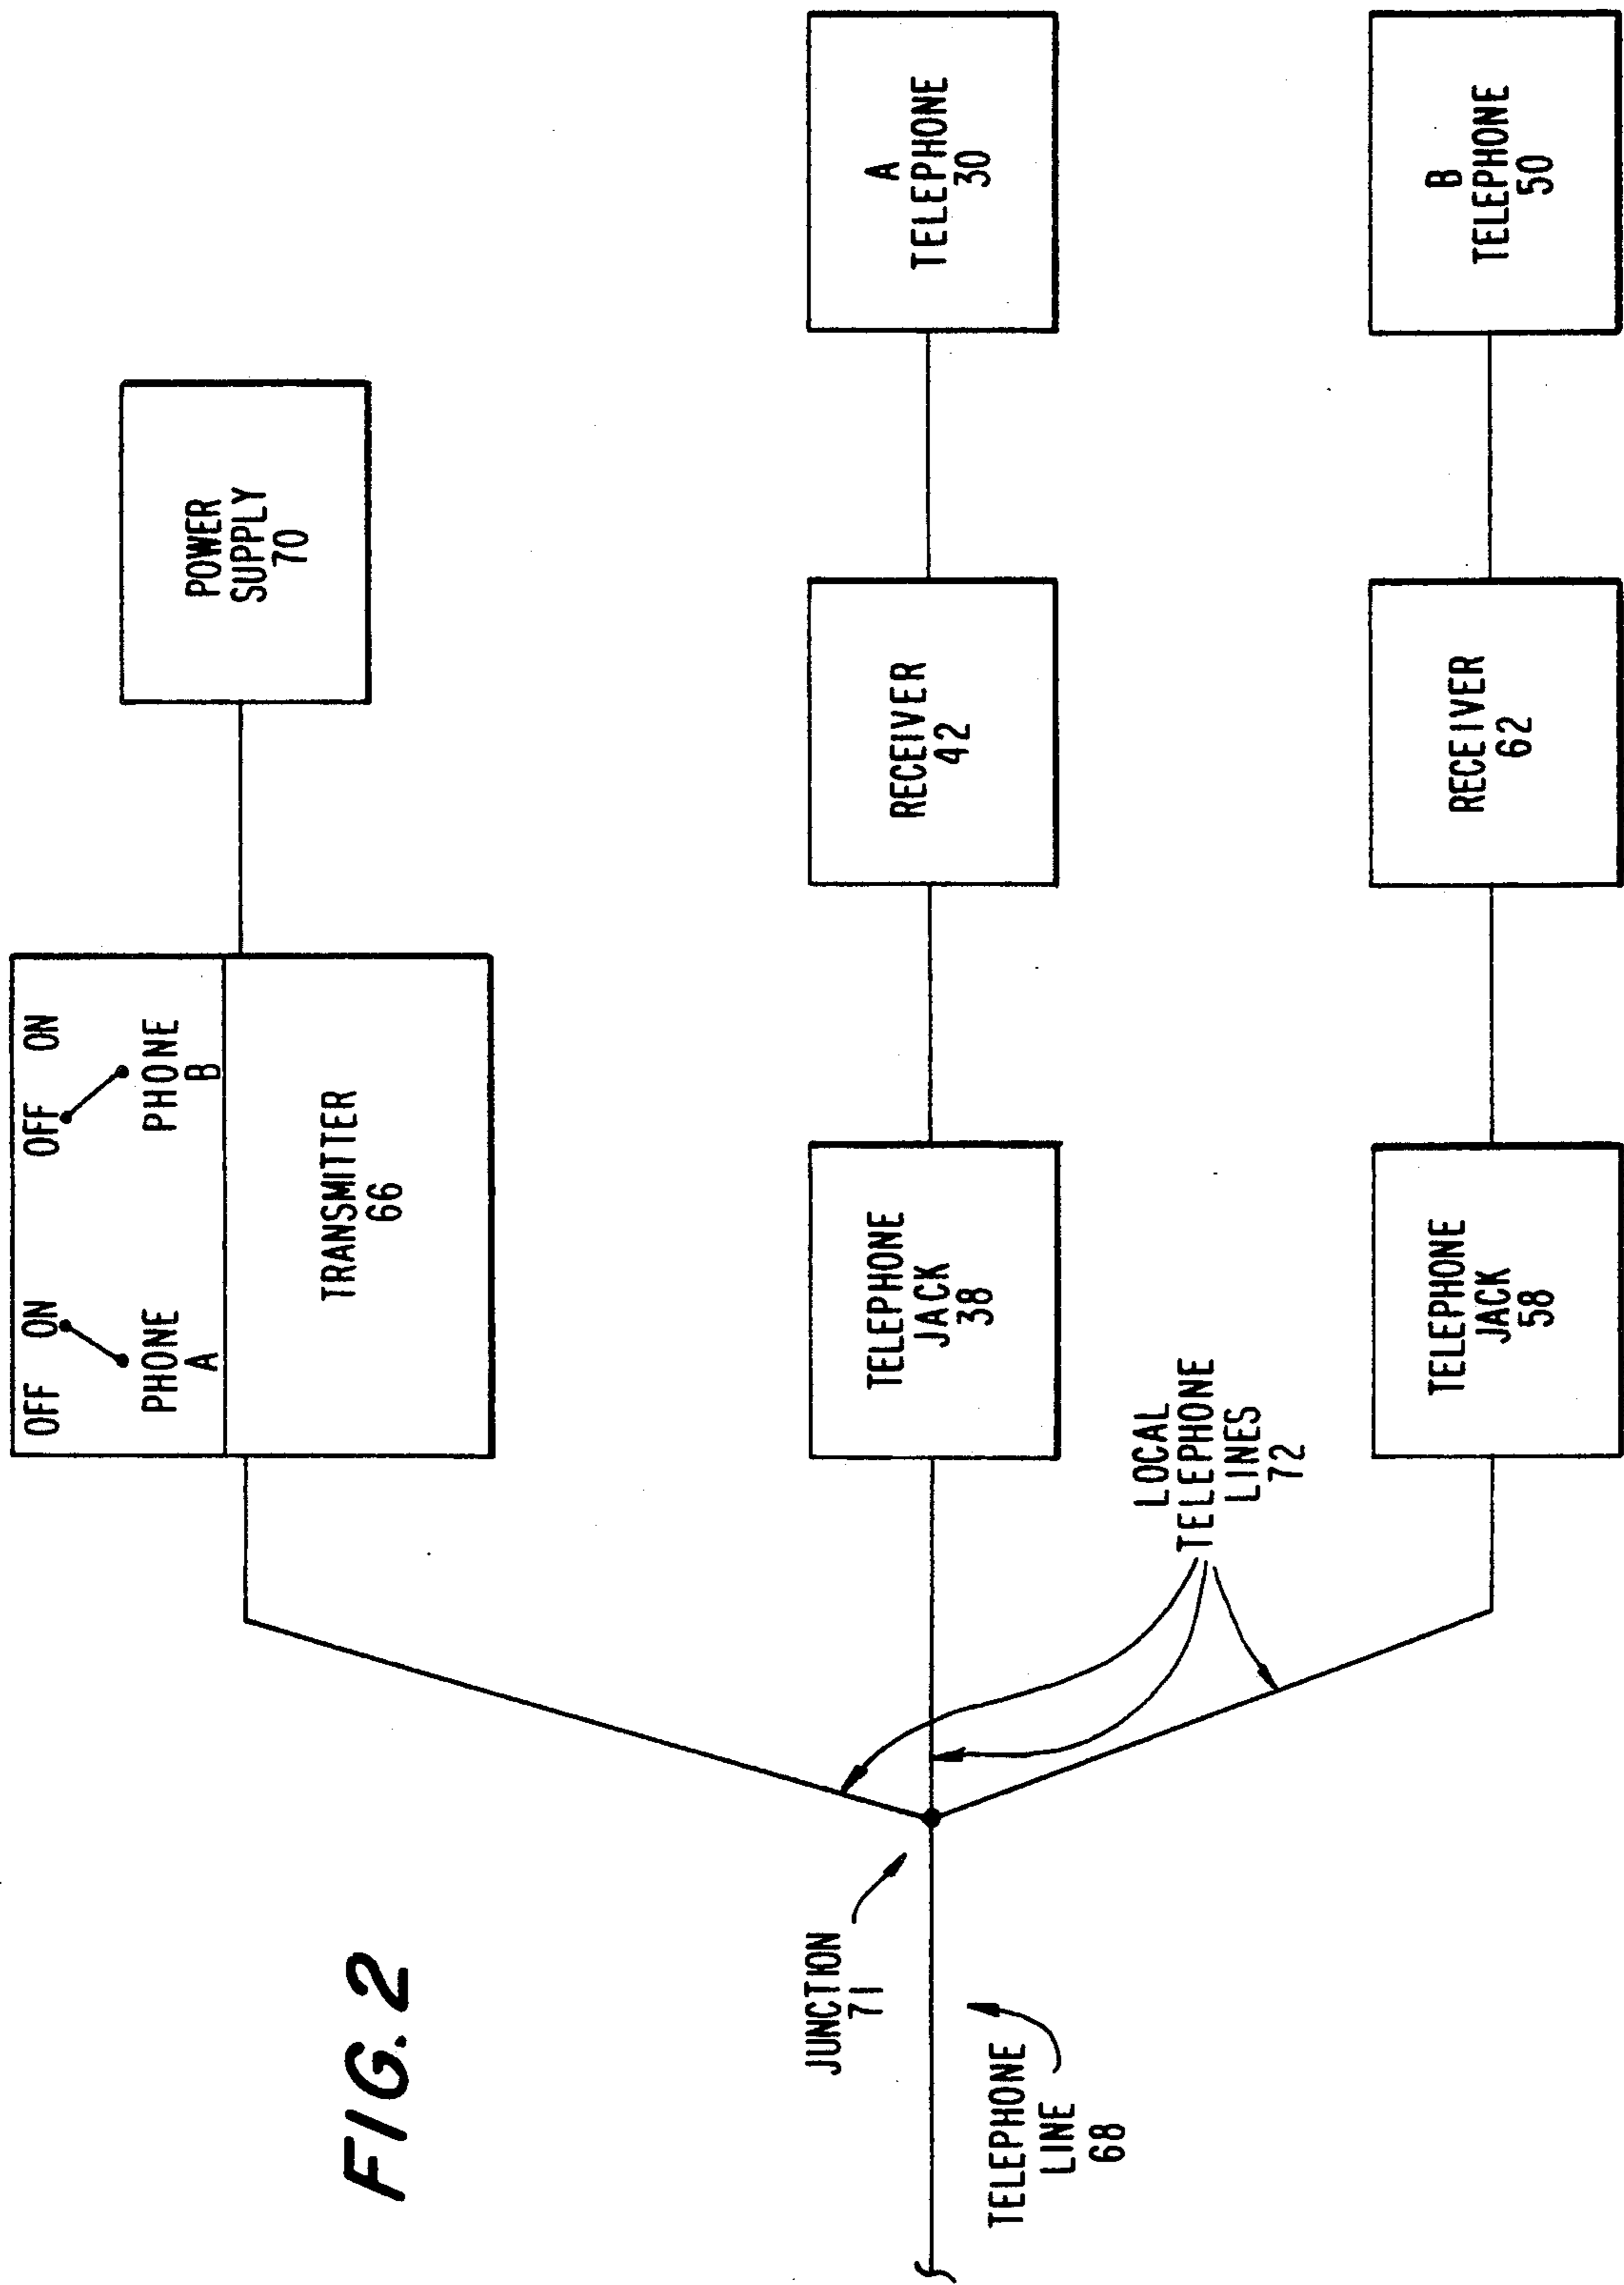 FIG. 2
OFF ON OFF ON
PHONE
A
PHONE
B
TRANSMITTER
66
POWER
SUPPLY
70
JUNCTION
71
TELEPHONE
LINE
68
LOCAL
TELEPHONE
LINES
72
TELEPHONE
JACK
38
RECEIVER
42
A
TELEPHONE
30
TELEPHONE
JACK
58
RECEIVER
62
B
TELEPHONE
50